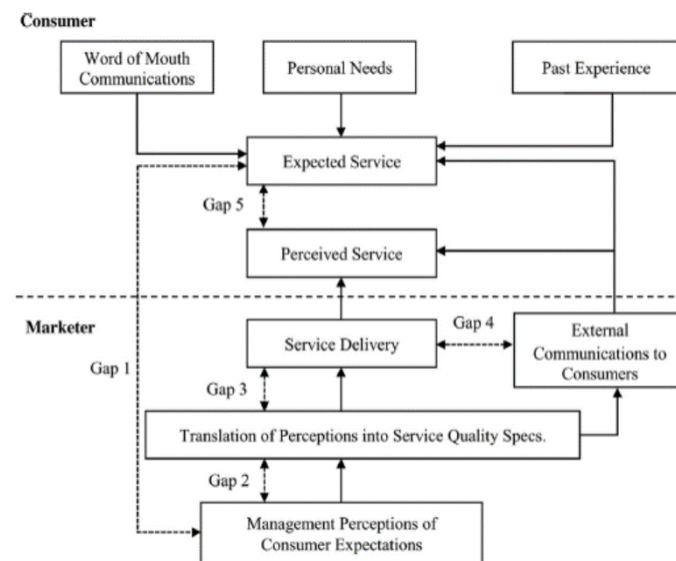 Consumer
Word of Mouth
Communications
Personal Needs
Past Experience
Expected Service
Gap 5
Perceived Service
Marketer
Gap 4
Service Delivery
External
Communications to
Consumers
Gap 1
Gap 3
Translation of Perceptions into Service Quality Specs.
Gap 2
Management Perceptions of
Consumer Expectations